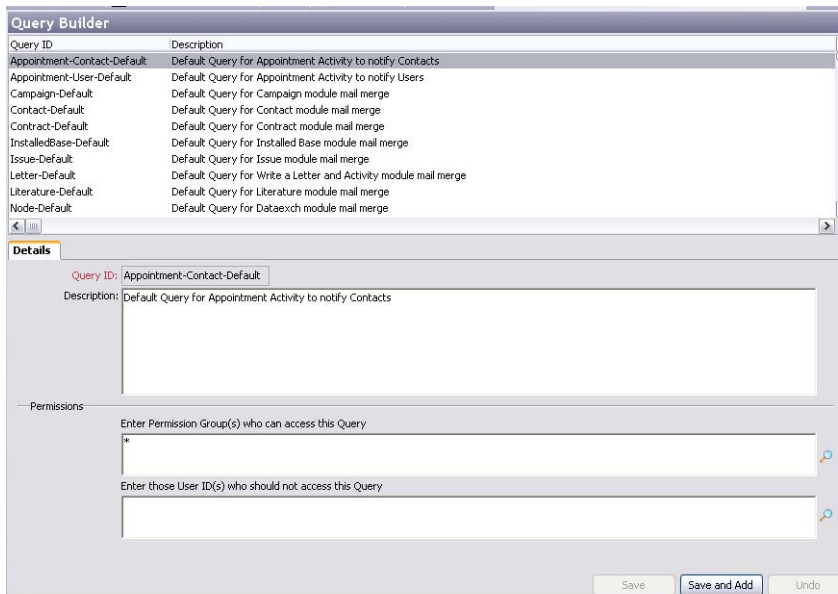 Query Builder
Query ID Description
Appointment-Contact-Default Default Query for Appointment Activity to notify Contacts
Appointment-User-Default Default Query for Appointment Activity to notify Users
Campaign-Default Default Query for Campaign module mail merge
Contact-Default Default Query for Contact module mail merge
Contract-Default Default Query for Contract module mail merge
InstalledBase-Default Default Query for Installed Base module mail merge
Issue-Default Default Query for Issue module mail merge
Letter-Default Default Query for Write a Letter and Activity module mail merge
Literature-Default Default Query for Literature module mail merge
Node-Default Default Query for Dataexch module mail merge
Details
Query ID: Appointment-Contact-Default
Description: Default Query for Appointment Activity to notify Contacts
Permissions
Enter Permission Group(s) who can access this Query
*
Enter those User ID(s) who should not access this Query
Save Save and Add Undo